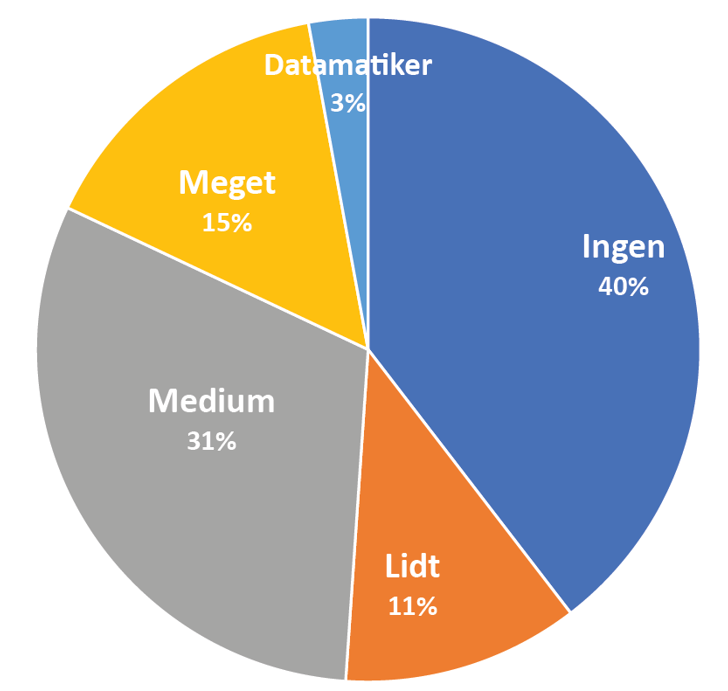 Datamatiker
3%
Meget
15%
Ingen
40%
Medium
31%
Lidt
11%